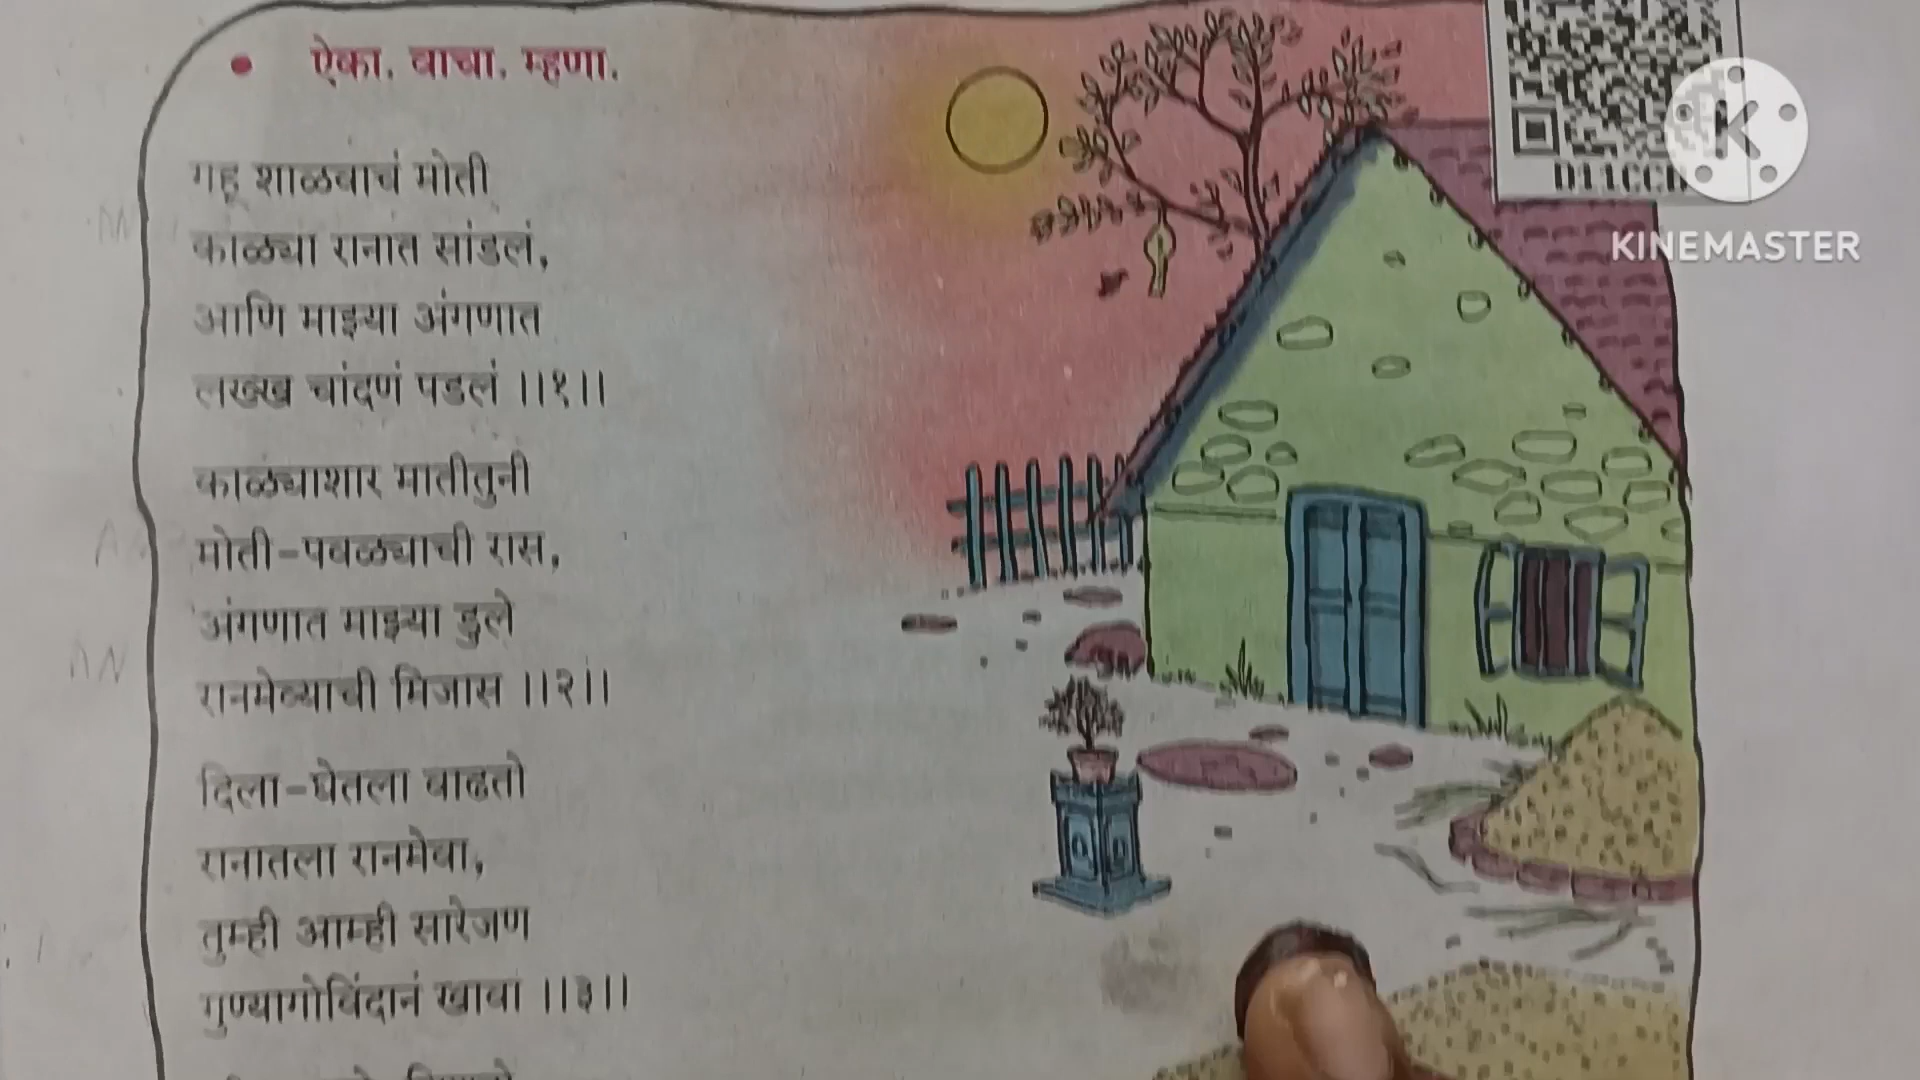 ऐका. वाचा. म्हणा.
गहू शाळवाचं मोती
काळ्या रानात सांडलं,
आणि माझ्या अंगणात
लख्ख चांदणं पडलं ।।१।।
काळ्याशार मातीतुनी
मोती-पवळ्याची रास,
अंगणात माझ्या डुले
रानमेव्याची मिजास ।।२।।
दिला-घेतला वाढतो
रानातला रानमेवा,
तुम्ही आम्ही सारेजण
गुण्यागोविंदानं खावा ।।३।।
K
KINEMASTER